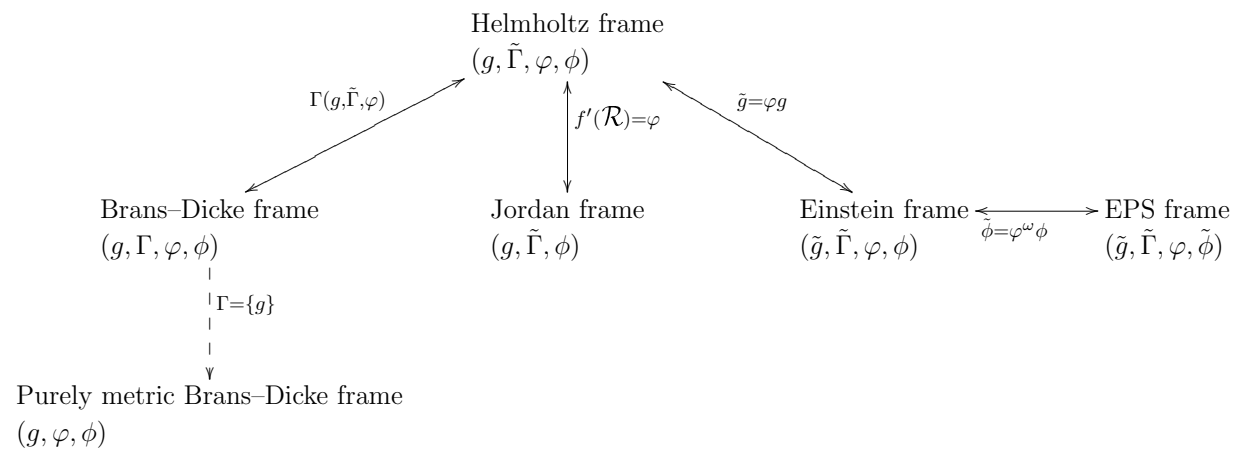 Helmholtz frame
(g, Γ̃, φ, ϕ)
Γ(g,Γ̃,φ)
f′(ℛ)=φ
g̃=φg
Brans–Dicke frame
(g, Γ, φ, ϕ)
Jordan frame
(g, Γ̃, ϕ)
Einstein frame
(g̃, Γ̃, φ, ϕ)
ϕ̃=φ^ω ϕ
EPS frame
(g̃, Γ̃, φ, ϕ̃)
Γ={g}
Purely metric Brans–Dicke frame
(g, φ, ϕ)